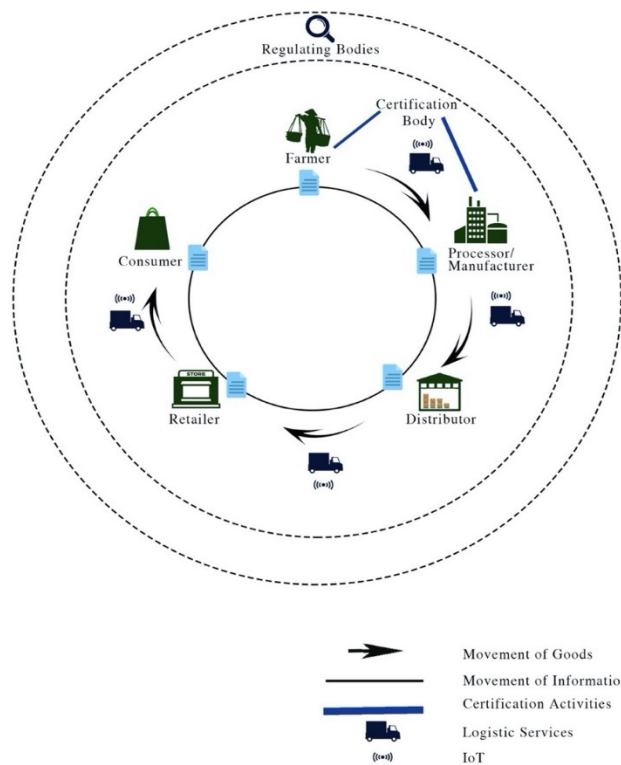 Regulating Bodies
Certification
Body
Farmer
Processor/
Manufacturer
Consumer
STORE
Retailer
Distributor
Movement of Goods
Movement of Informatio
Certification Activities
Logistic Services
IoT